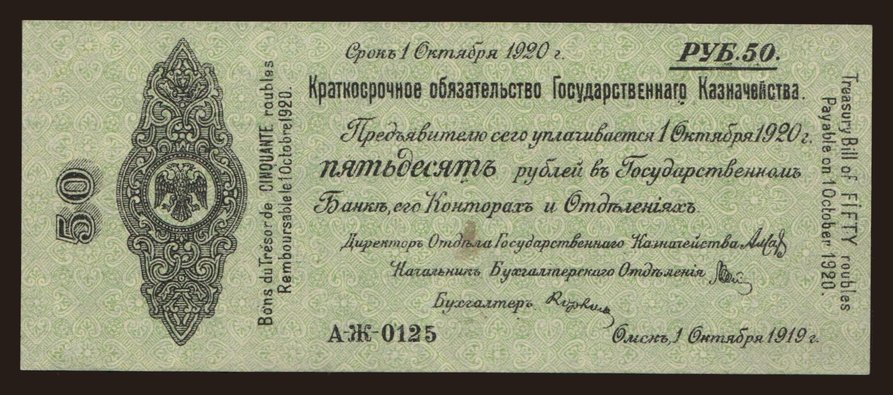 50
Bons du Trésor de CINQUANTE roubles
Remboursable le 1 Octobre 1920.
Срокъ 1 Октября 1920 г.
РУБ. 50.
Краткосрочное обязательство Государственнаго Казначейства.
Предъявителю сего уплачивается 1 Октября 1920 г.
пятьдесятъ рублей въ Государственномъ
Банкѣ, его Конторахъ и Отдѣленіяхъ.
Директоръ Отдѣла Государственнаго Казначейства
Начальникъ Бухгалтерскаго Отдѣленія
Бухгалтеръ
А-Ж-0125
Омскъ, 1 Октября 1919 г.
Treasury Bill of FIFTY roubles
Payable on 1 October 1920.